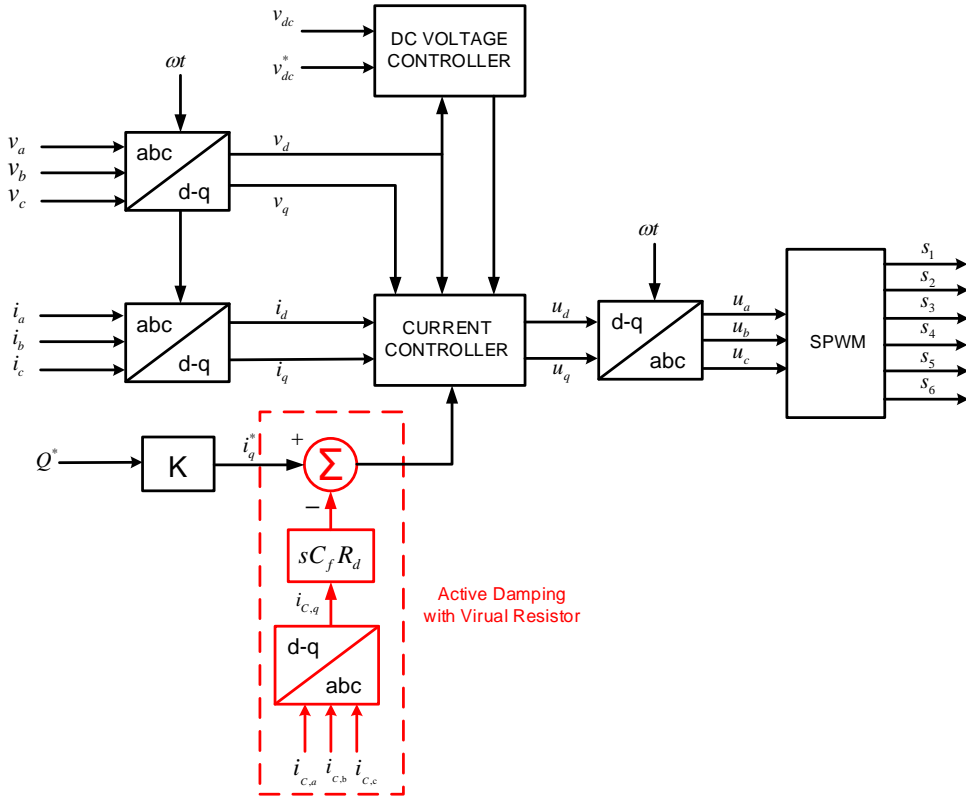 v_dc
DC VOLTAGE
CONTROLLER
v*_dc
ωt
v_a
v_b
v_c
abc
d-q
v_d
v_q
ωt
i_a
i_b
i_c
abc
d-q
i_d
i_q
CURRENT
CONTROLLER
u_d
u_q
d-q
abc
u_a
u_b
u_c
SPWM
s_1
s_2
s_3
s_4
s_5
s_6
Q*
K
i*_q
+
Σ
−
sC_f R_d
i_C,q
Active Damping
with Virual Resistor
d-q
abc
i_C,a
i_C,b
i_C,c